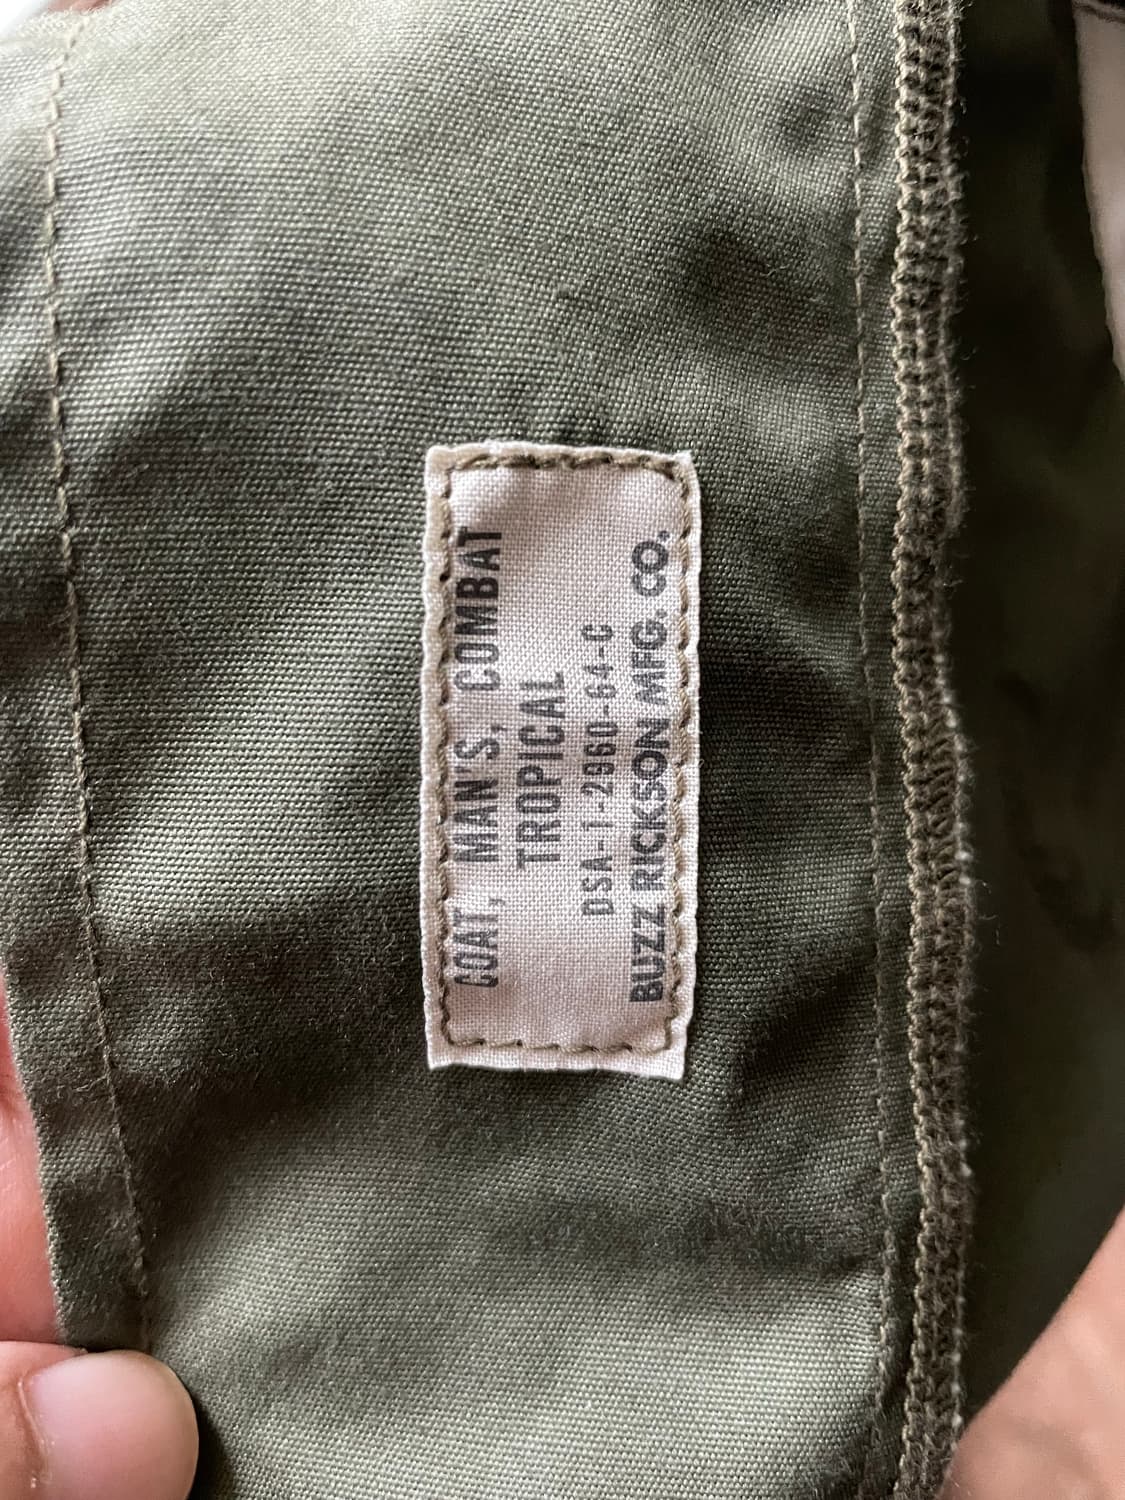 COAT, MAN'S, COMBAT
TROPICAL
DSA-1-2960-64-C
BUZZ RICKSON MFG. CO.